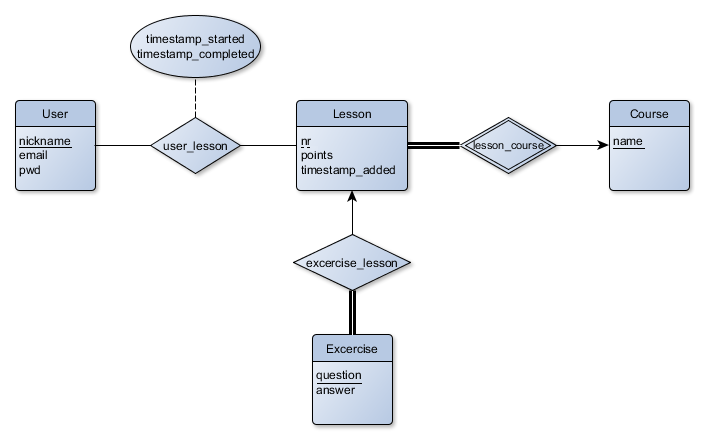 timestamp_started
timestamp_completed
User
nickname
email
pwd
user_lesson
Lesson
nr
points
timestamp_added
lesson_course
Course
name
excercise_lesson
Excercise
question
answer